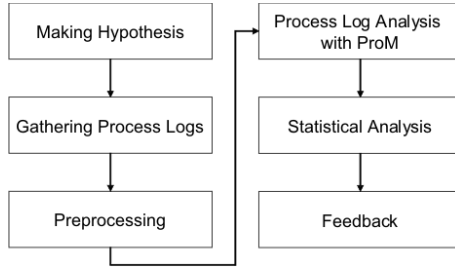 Making Hypothesis
Gathering Process Logs
Preprocessing
Process Log Analysis
with ProM
Statistical Analysis
Feedback